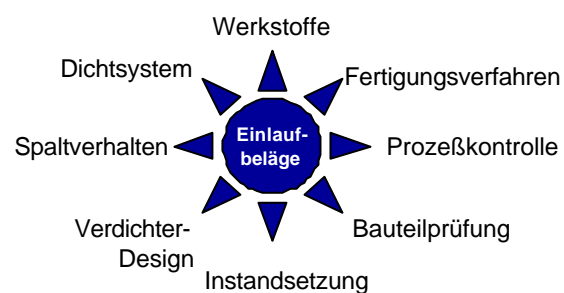 Werkstoffe
Dichtsystem
Fertigungsverfahren
Spaltverhalten
Einlauf-
beläge
Prozeßkontrolle
Verdichter-
Design
Bauteilprüfung
Instandsetzung